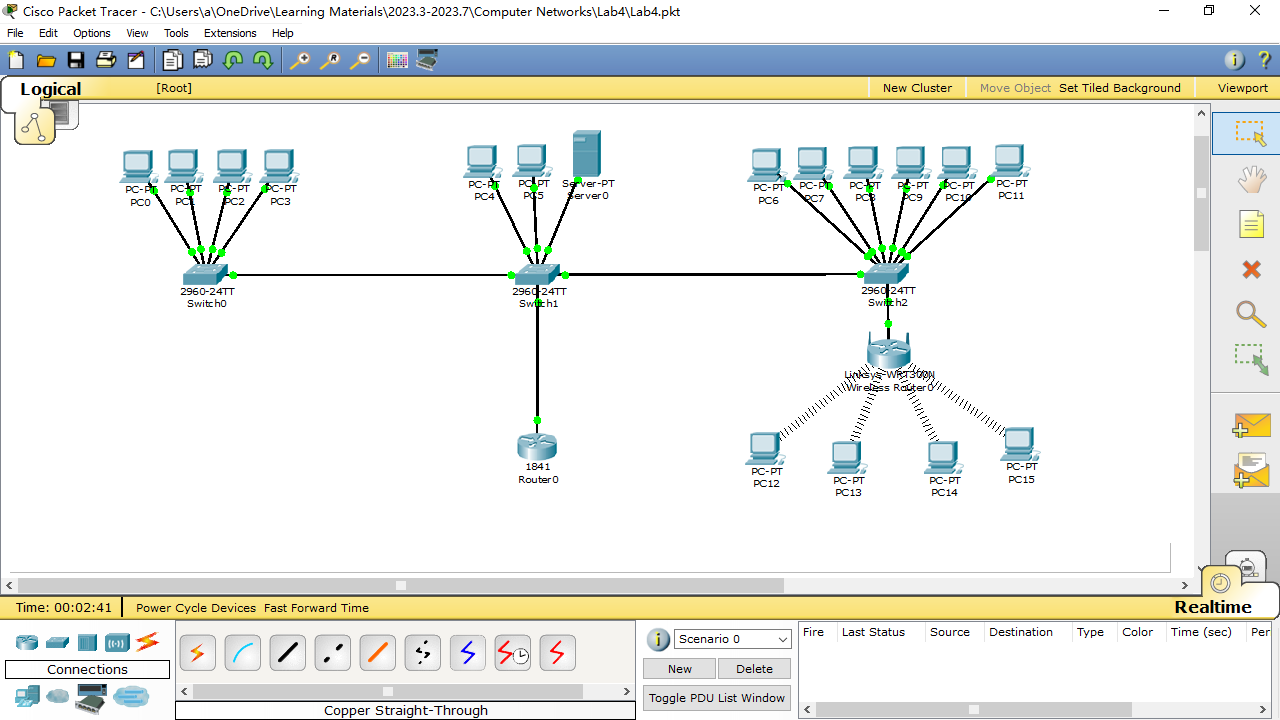 Cisco Packet Tracer - C:\Users\a\OneDrive\Learning Materials\2023.3-2023.7\Computer Networks\Lab4\Lab4.pkt
File Edit Options View Tools Extensions Help
Logical [Root] New Cluster Move Object Set Tiled Background Viewport
PC-PT
PC0
PC-PT
PC1
PC-PT
PC2
PC-PT
PC3
PC-PT
PC4
PC-PT
PC5
Server-PT
Server0
PC-PT
PC6
PC-PT
PC7
PC-PT
PC8
PC-PT
PC9
PC-PT
PC10
PC-PT
PC11
2960-24TT
Switch0
2960-24TT
Switch1
2960-24TT
Switch2
Linksys-WRT300N
Wireless Router0
1841
Router0
PC-PT
PC12
PC-PT
PC13
PC-PT
PC14
PC-PT
PC15
Time: 00:02:41 Power Cycle Devices Fast Forward Time Realtime
Connections
Copper Straight-Through
Scenario 0
New Delete
Toggle PDU List Window
Fire Last Status Source Destination Type Color Time (sec) Per